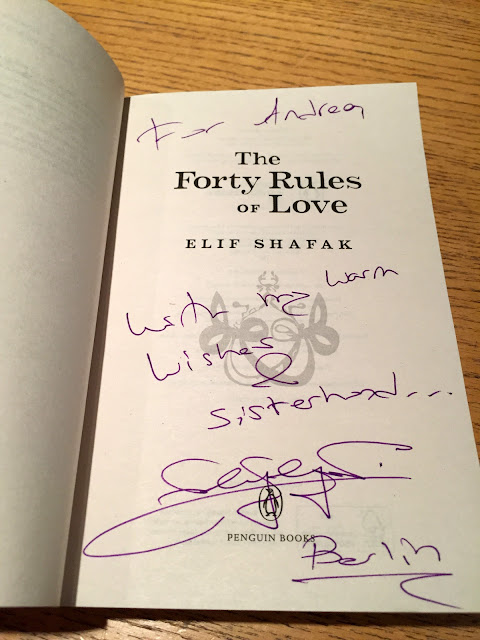 For Andrea
The
Forty Rules
OF Love
ELIF SHAFAK
With my warm
wishes
&
Sisterhood...
PENGUIN BOOKS
Berlin